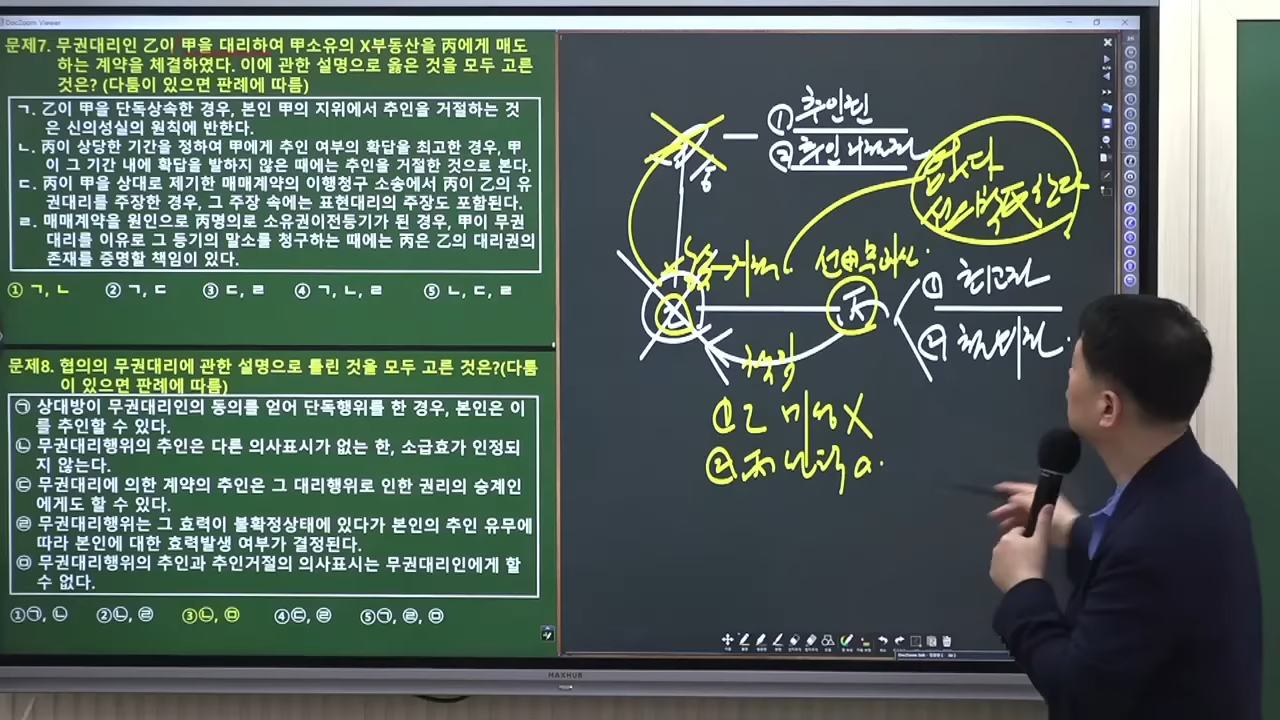 DocZoom Viewer
문제7. 무권대리인 乙이 甲을 대리하여 甲소유의 X부동산을 丙에게 매도
하는 계약을 체결하였다. 이에 관한 설명으로 옳은 것을 모두 고른
것은? (다툼이 있으면 판례에 따름)
ㄱ. 乙이 甲을 단독상속한 경우, 본인 甲의 지위에서 추인을 거절하는 것
은 신의성실의 원칙에 반한다.
ㄴ. 丙이 상당한 기간을 정하여 甲에게 추인 여부의 확답을 최고한 경우, 甲
이 그 기간 내에 확답을 발하지 않은 때에는 추인을 거절한 것으로 본다.
ㄷ. 丙이 甲을 상대로 제기한 매매계약의 이행청구 소송에서 丙이 乙의 유
권대리를 주장한 경우, 그 주장 속에는 표현대리의 주장도 포함된다.
ㄹ. 매매계약을 원인으로 丙명의로 소유권이전등기가 된 경우, 甲이 무권
대리를 이유로 그 등기의 말소를 청구하는 때에는 丙은 乙의 대리권의
존재를 증명할 책임이 있다.
① ㄱ, ㄴ ② ㄱ, ㄷ ③ ㄷ, ㄹ ④ ㄱ, ㄴ, ㄹ ⑤ ㄴ, ㄷ, ㄹ
문제8. 협의의 무권대리에 관한 설명으로 틀린 것을 모두 고른 것은?(다툼
이 있으면 판례에 따름)
㉠ 상대방이 무권대리인의 동의를 얻어 단독행위를 한 경우, 본인은 이
를 추인할 수 있다.
㉡ 무권대리행위의 추인은 다른 의사표시가 없는 한, 소급효가 인정되
지 않는다.
㉢ 무권대리에 의한 계약의 추인은 그 대리행위로 인한 권리의 승계인
에게도 할 수 있다.
㉣ 무권대리행위는 그 효력이 불확정상태에 있다가 본인의 추인 유무에
따라 본인에 대한 효력발생 여부가 결정된다.
㉤ 무권대리행위의 추인과 추인거절의 의사표시는 무권대리인에게 할
수 없다.
①㉠, ㉡ ②㉡, ㉣ ③㉡, ㉤ ④㉢, ㉣ ⑤㉠, ㉣, ㉤
① 추인권
② 추인거절권
丙
① 최고권
②
①乙
②丙
MAXHUB